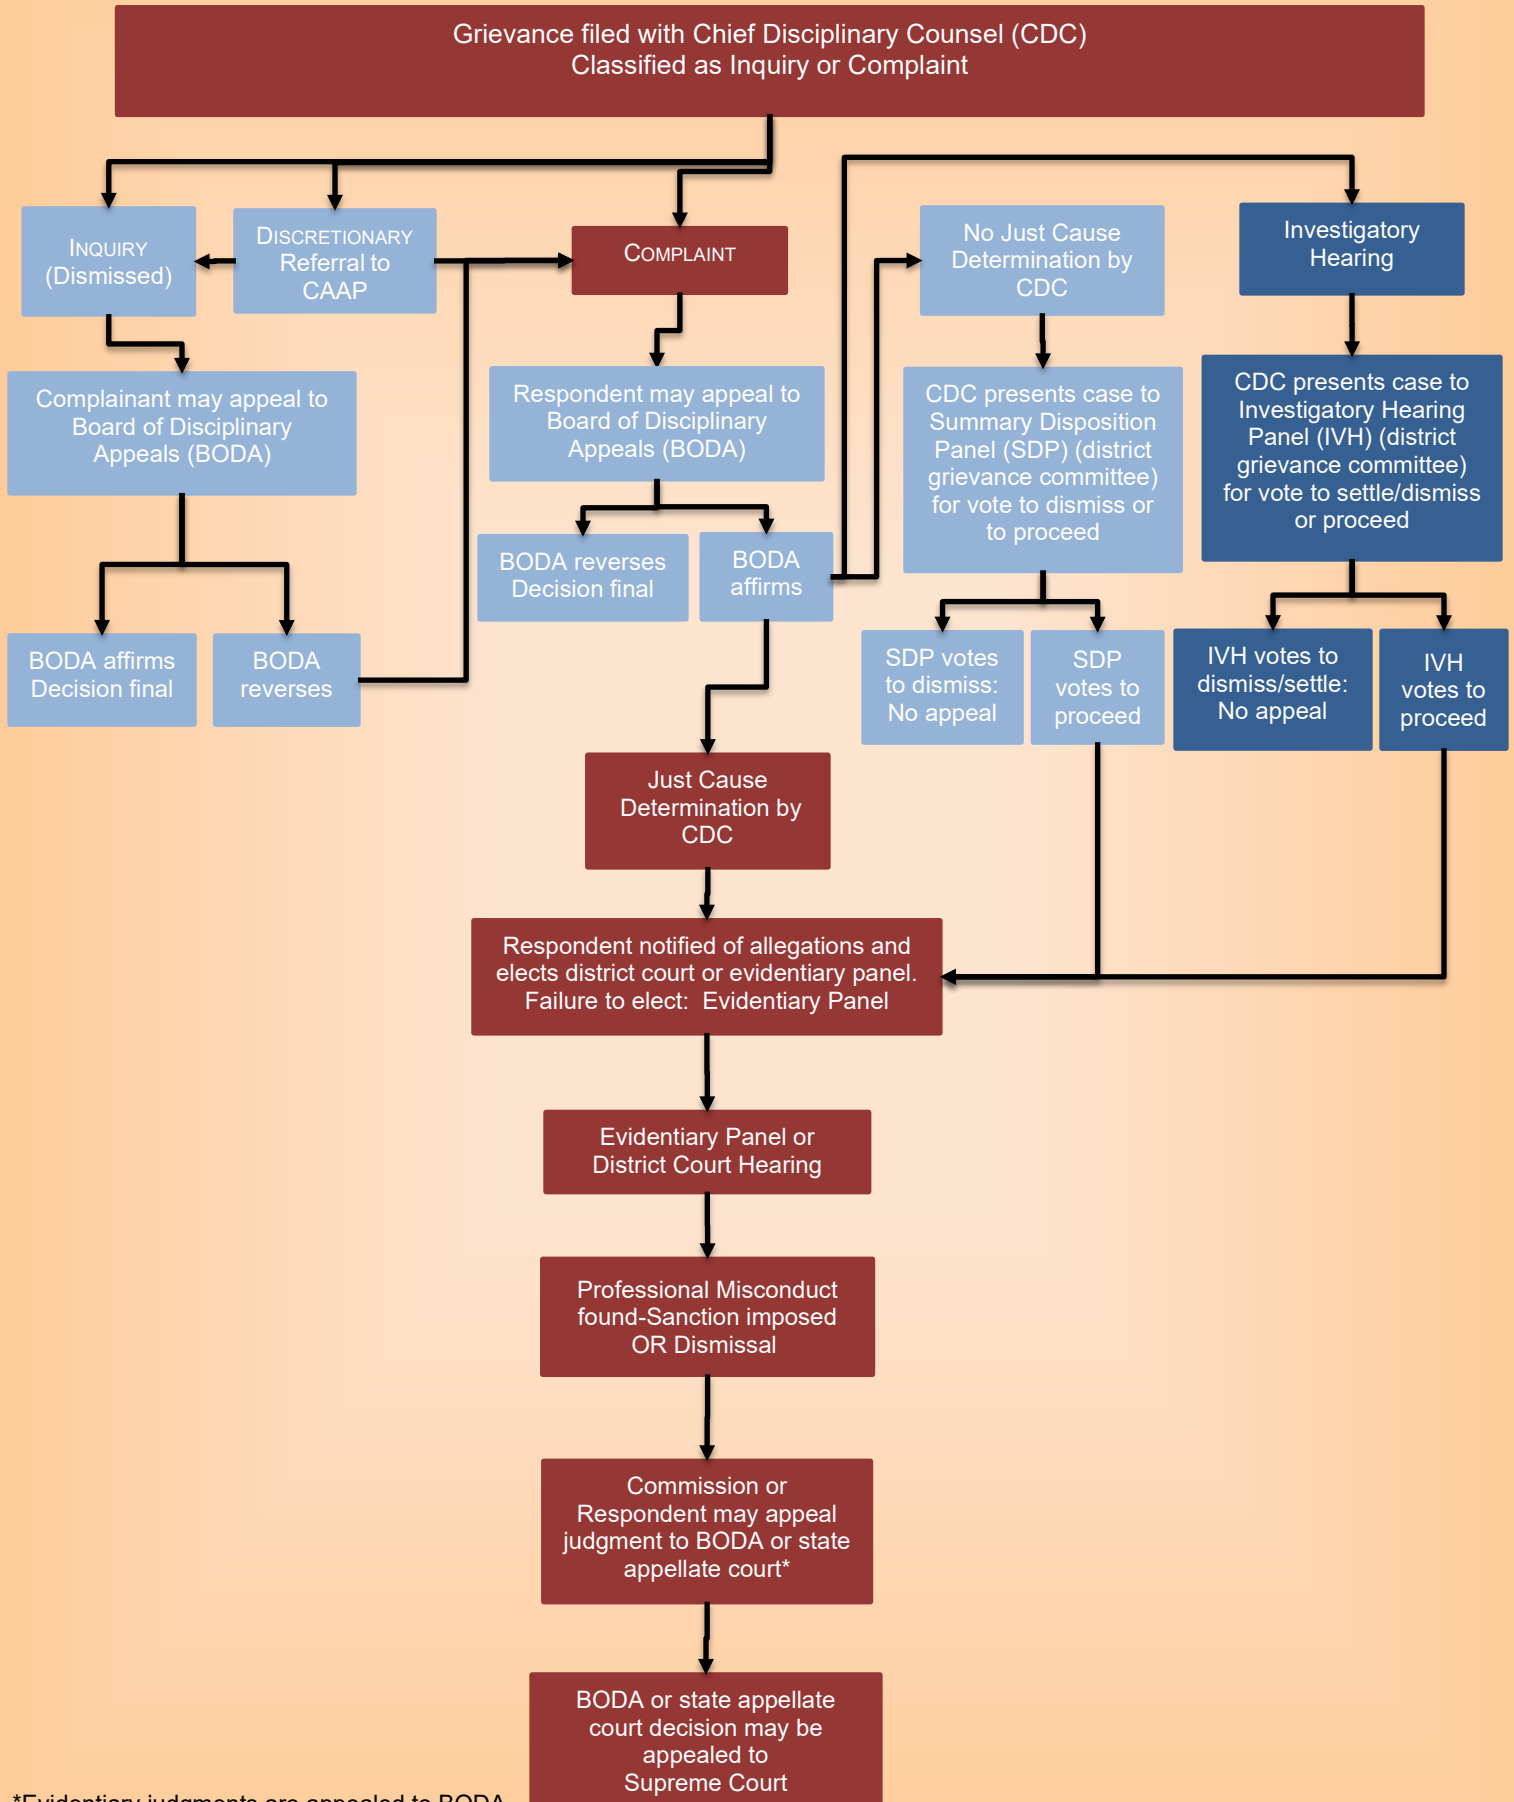 Grievance filed with Chief Disciplinary Counsel (CDC)
Classified as Inquiry or Complaint
INQUIRY
(Dismissed)
DISCRETIONARY
Referral to
CAAP
COMPLAINT
No Just Cause
Determination by
CDC
Investigatory
Hearing
Complainant may appeal to
Board of Disciplinary
Appeals (BODA)
Respondent may appeal to
Board of Disciplinary
Appeals (BODA)
CDC presents case to
Summary Disposition
Panel (SDP) (district
grievance committee)
for vote to dismiss or
to proceed
CDC presents case to
Investigatory Hearing
Panel (IVH) (district
grievance committee)
for vote to settle/dismiss
or proceed
BODA reverses
Decision final
BODA
affirms
BODA affirms
Decision final
BODA
reverses
SDP votes
to dismiss:
No appeal
SDP
votes to
proceed
IVH votes to
dismiss/settle:
No appeal
IVH
votes to
proceed
Just Cause
Determination by
CDC
Respondent notified of allegations and
elects district court or evidentiary panel.
Failure to elect:  Evidentiary Panel
Evidentiary Panel or
District Court Hearing
Professional Misconduct
found-Sanction imposed
OR Dismissal
Commission or
Respondent may appeal
judgment to BODA or state
appellate court*
BODA or state appellate
court decision may be
appealed to
Supreme Court
*Evidentiary judgments are appealed to BODA